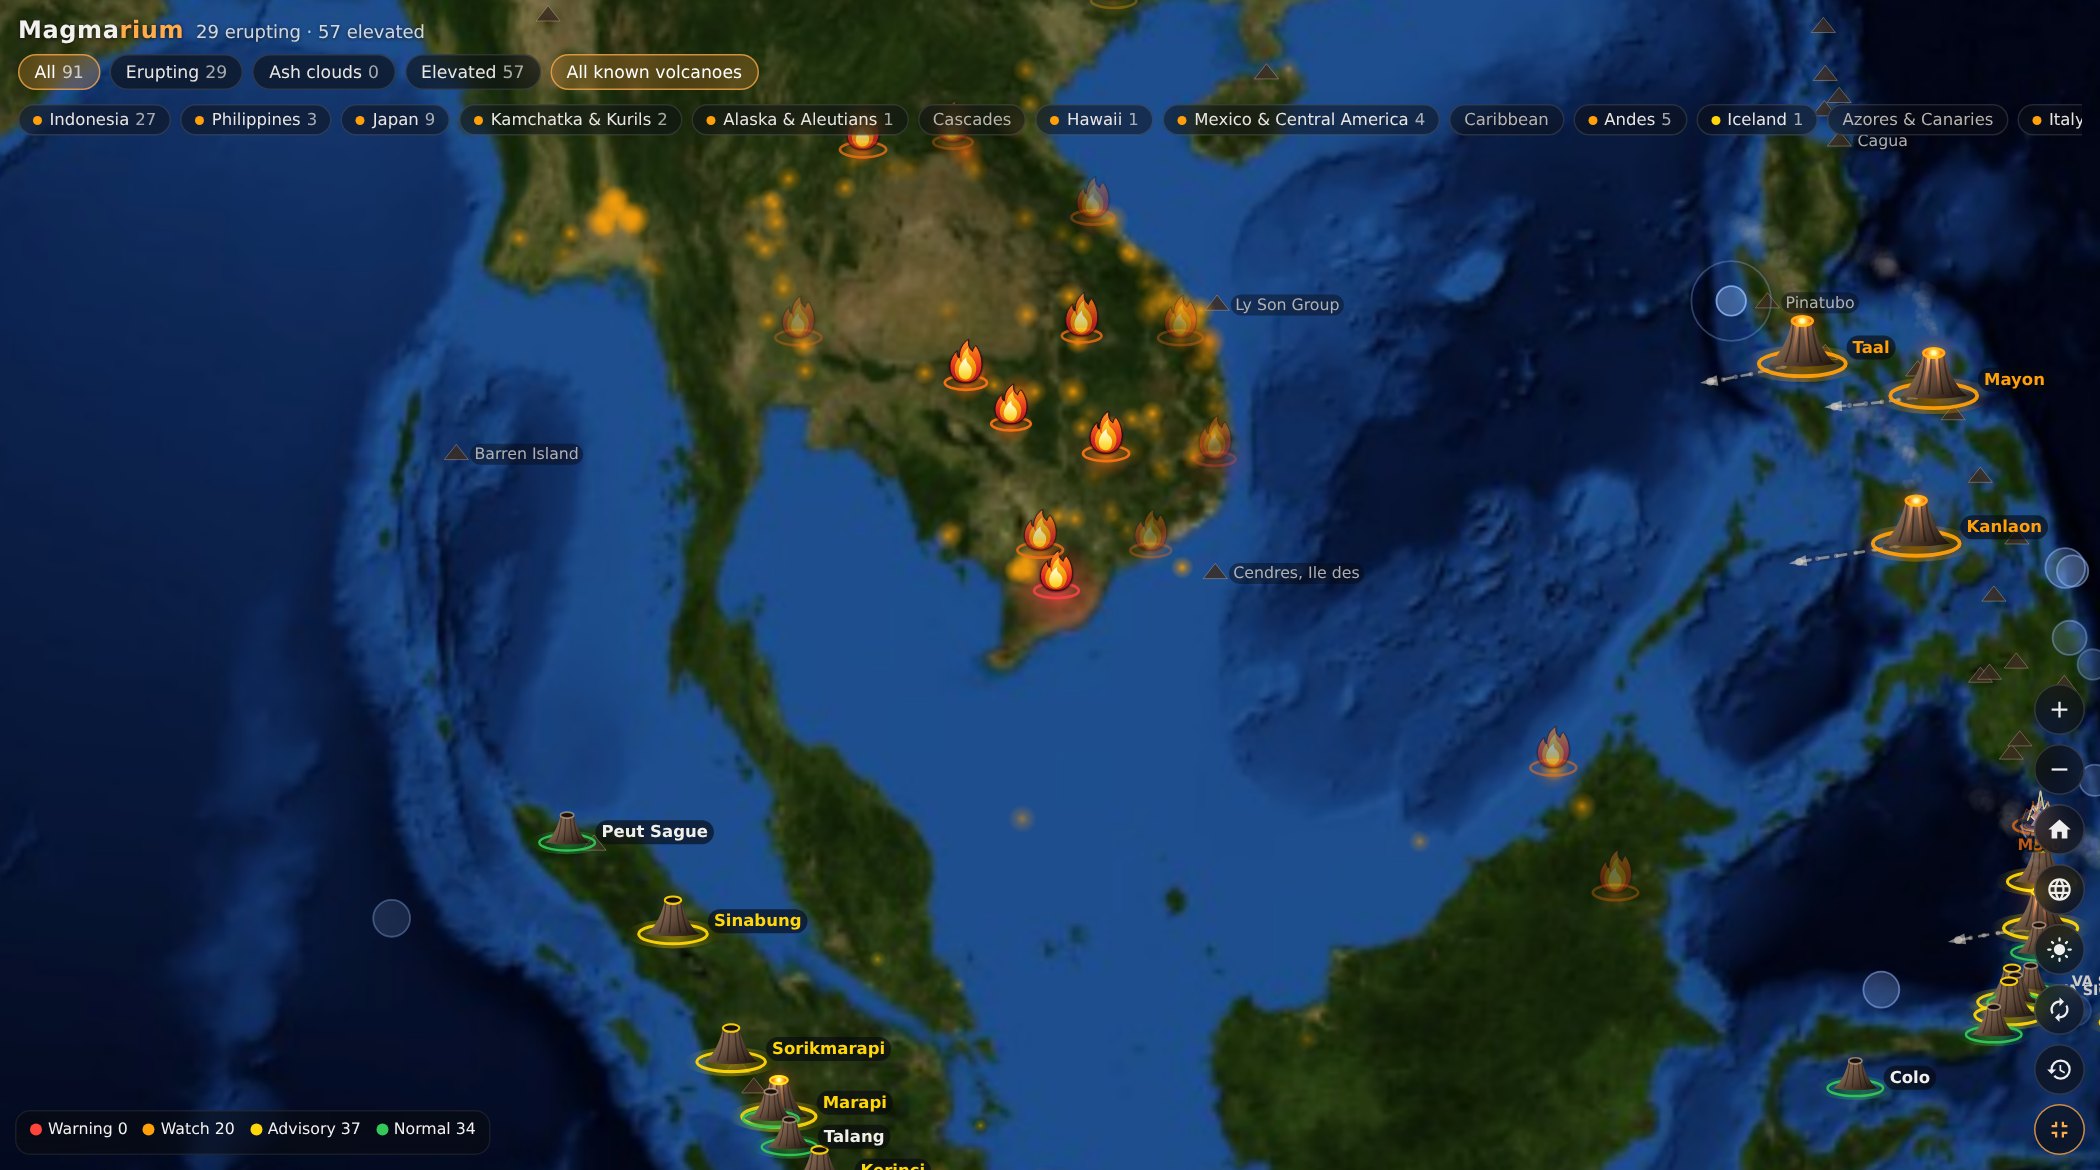 Magmarium 29 erupting · 57 elevated
All 91
Erupting 29
Ash clouds 0
Elevated 57
All known volcanoes
Indonesia 27
Philippines 3
Japan 9
Kamchatka & Kurils 2
Alaska & Aleutians 1
Cascades
Hawaii 1
Mexico & Central America 4
Caribbean
Andes 5
Iceland 1
Azores & Canaries
Italy
Cagua
Ly Son Group
Pinatubo
Taal
Mayon
Barren Island
Kanlaon
Cendres, Ile des
Peut Sague
Sinabung
Sorikmarapi
Colo
Marapi
Talang
Kerinci
Warning 0
Watch 20
Advisory 37
Normal 34